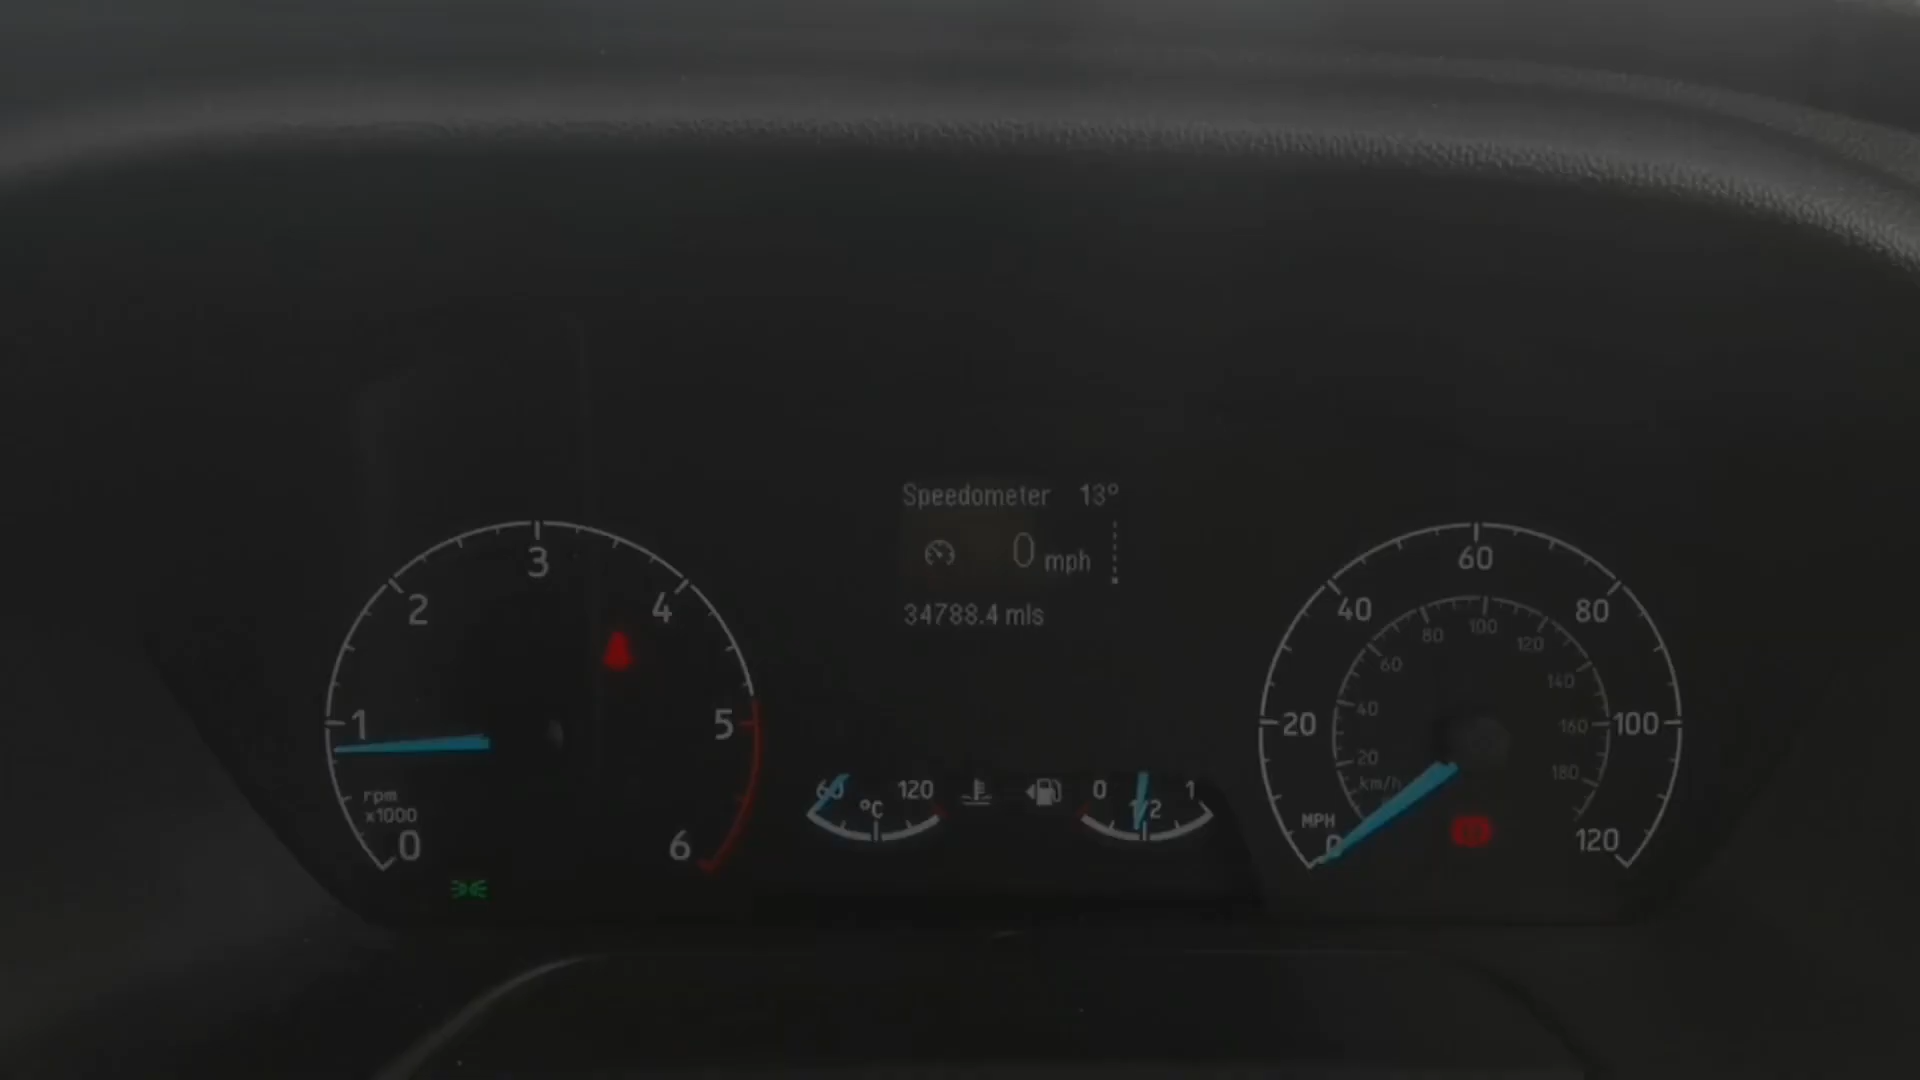 Speedometer 13°
0 mph
34788.4 mls
0 1 2 3 4 5 6
rpm
x1000
60 120
°C
0 1/2 1
0 20 40 60 80 100 120
MPH
20 40 60 80 100 120 140 160 180
km/h